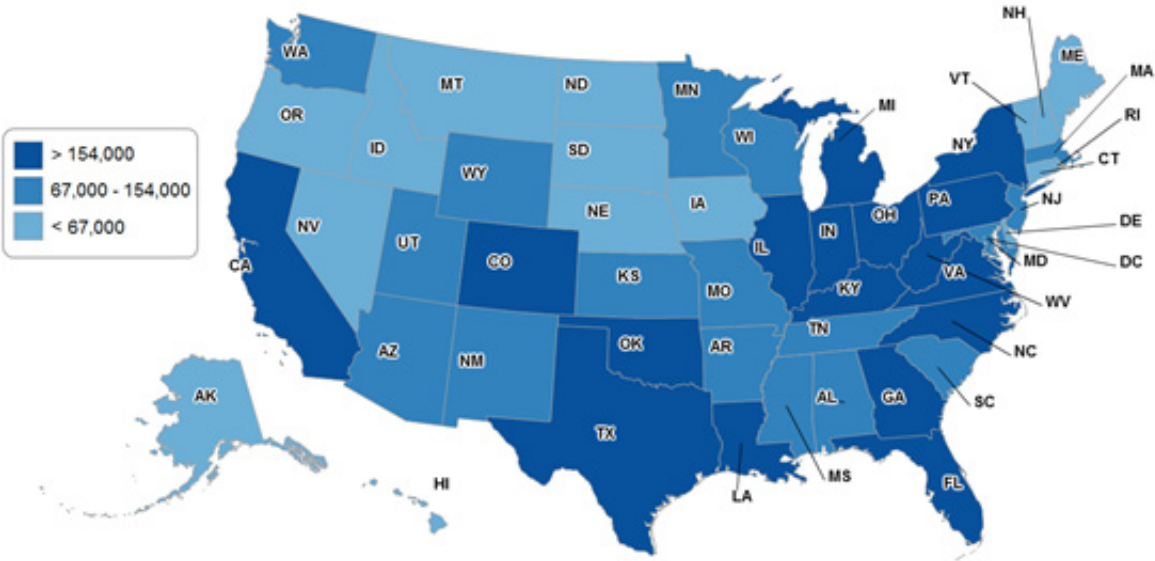 NH
ME
WA
MA
VT
MT
ND
MN
MI
RI
OR
> 154,000
WI
NY
CT
ID
SD
67,000 - 154,000
WY
PA
NJ
< 67,000
NE
IA
OH
DE
NV
IN
UT
IL
CO
MD
DC
CA
VA
KS
KY
MO
WV
TN
OK
AR
AZ
NM
NC
AK
AL
GA
SC
TX
MS
HI
LA
FL